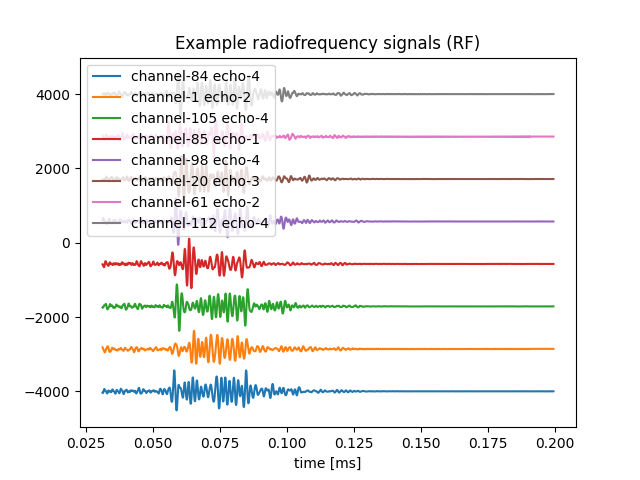 Example radiofrequency signals (RF)
channel-84 echo-4
channel-1 echo-2
channel-105 echo-4
channel-85 echo-1
channel-98 echo-4
channel-20 echo-3
channel-61 echo-2
channel-112 echo-4
4000
2000
0
−2000
−4000
0.025 0.050 0.075 0.100 0.125 0.150 0.175 0.200
time [ms]